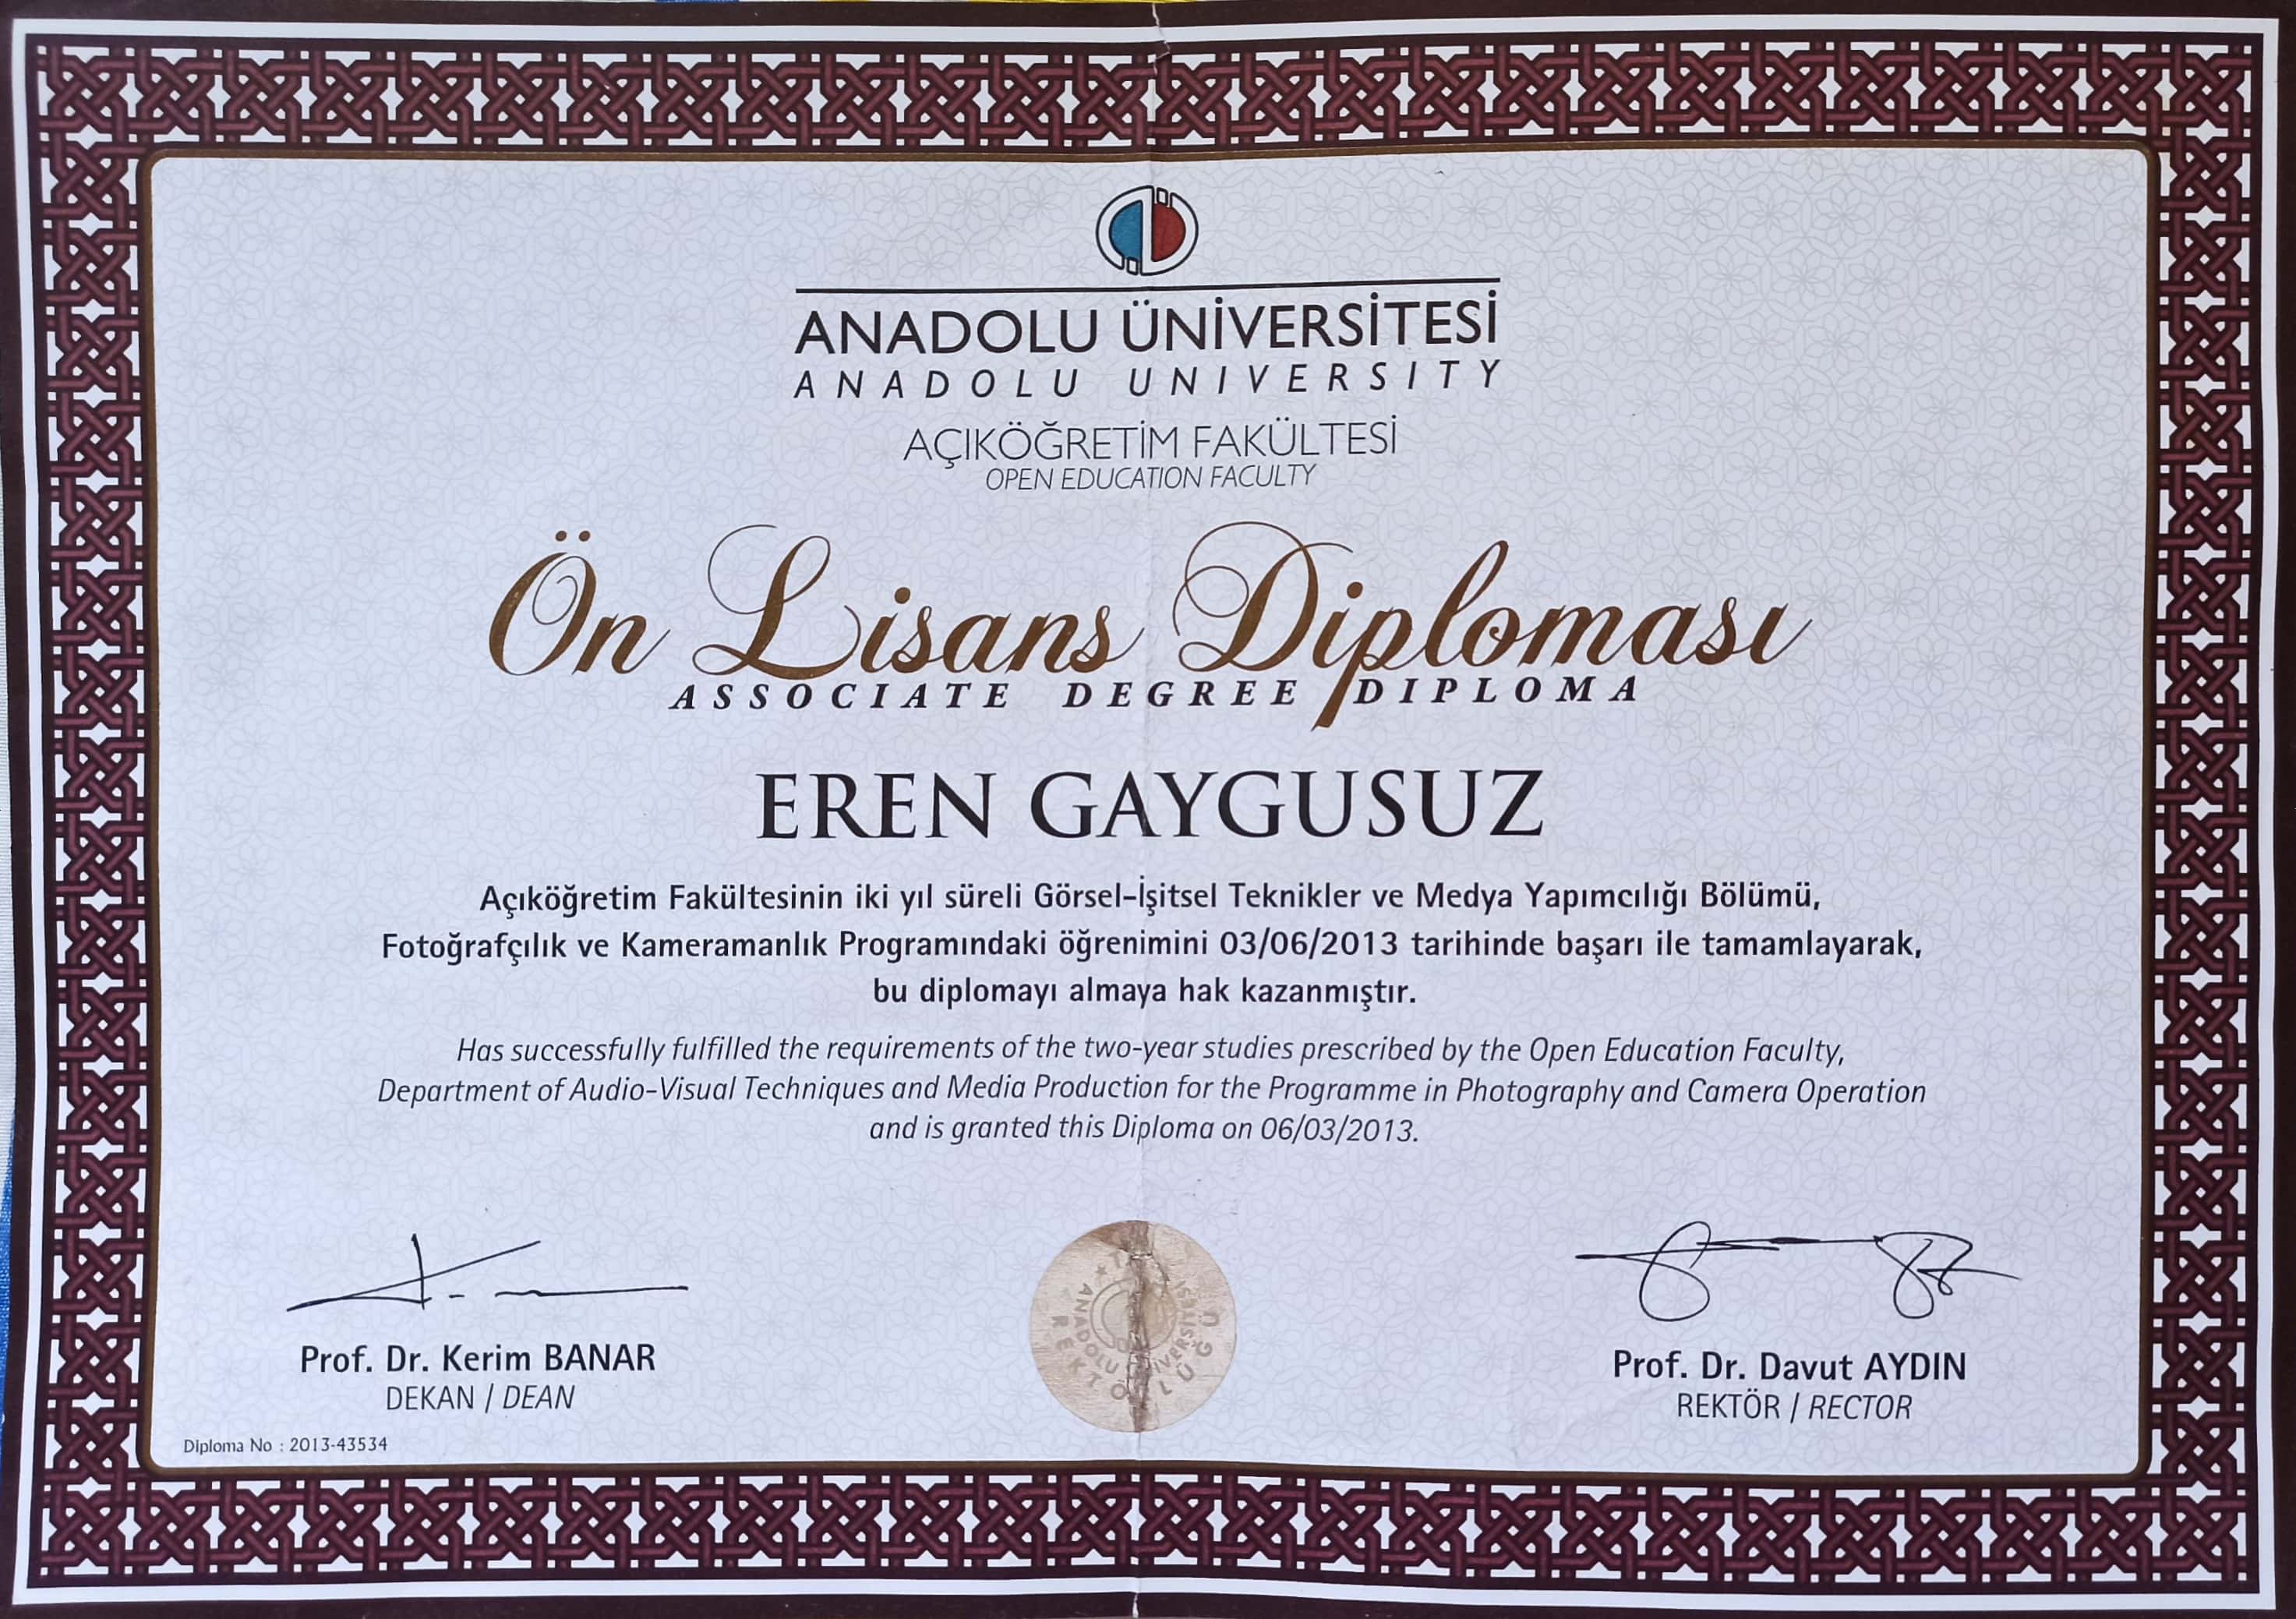 ANADOLU ÜNİVERSİTESİ
ANADOLU UNIVERSITY
AÇIKÖĞRETİM FAKÜLTESİ
OPEN EDUCATION FACULTY
Ön Lisans Diploması
ASSOCIATE DEGREE DIPLOMA
EREN GAYGUSUZ
Açıköğretim Fakültesinin iki yıl süreli Görsel-İşitsel Teknikler ve Medya Yapımcılığı Bölümü,
Fotoğrafçılık ve Kameramanlık Programındaki öğrenimini 03/06/2013 tarihinde başarı ile tamamlayarak,
bu diplomayı almaya hak kazanmıştır.
Has successfully fulfilled the requirements of the two-year studies prescribed by the Open Education Faculty,
Department of Audio-Visual Techniques and Media Production for the Programme in Photography and Camera Operation
and is granted this Diploma on 06/03/2013.
Prof. Dr. Kerim BANAR
DEKAN / DEAN
ANADOLU
Prof. Dr. Davut AYDIN
REKTÖR / RECTOR
Diploma No : 2013-43534